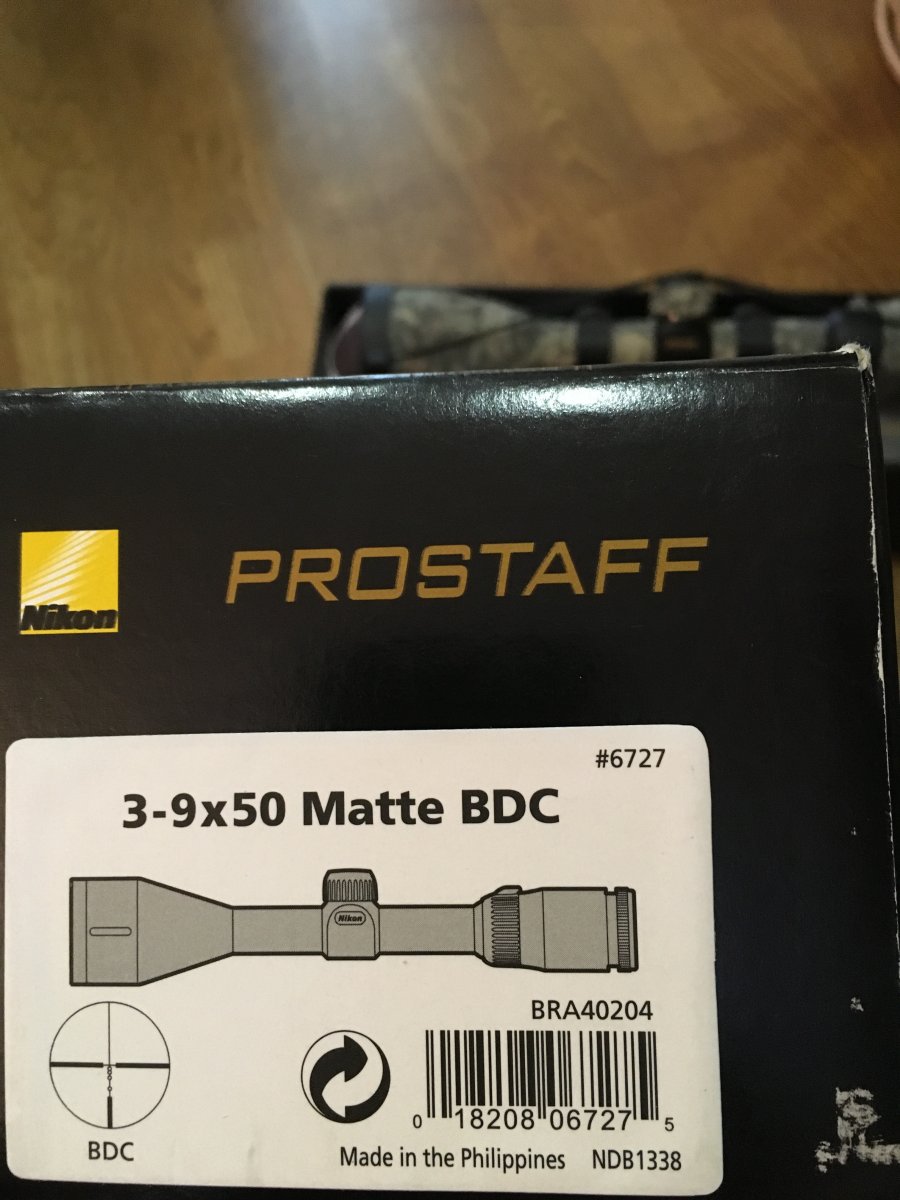 Nikon
PROSTAFF
#6727
3-9x50 Matte BDC
Nikon
BRA40204
0 18208 06727 5
BDC
Made in the Philippines NDB1338